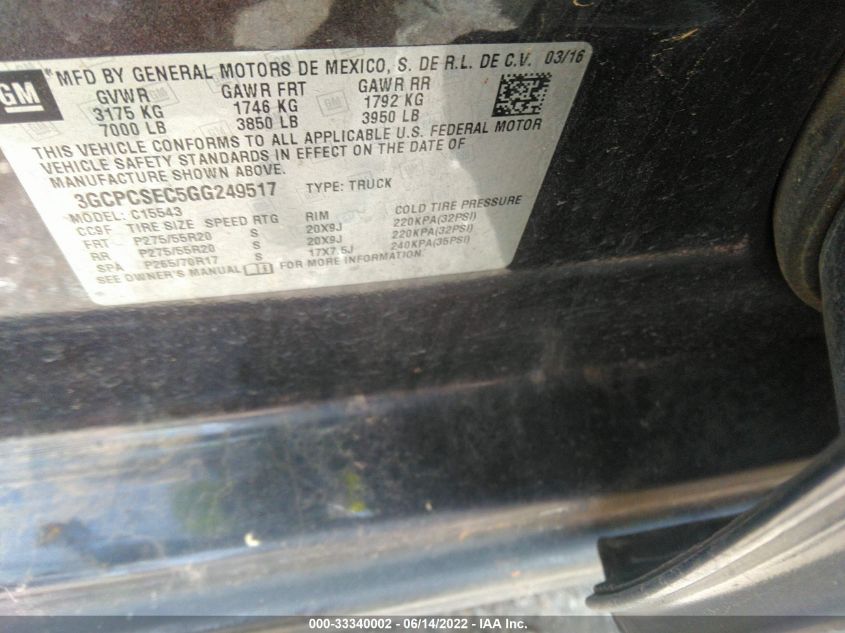 GM
MFD BY GENERAL MOTORS DE MEXICO, S. DE R.L. DE C.V. 03/16
GVWR GAWR FRT GAWR RR
3175 KG 1746 KG 1792 KG
7000 LB 3850 LB 3950 LB
THIS VEHICLE CONFORMS TO ALL APPLICABLE U.S. FEDERAL MOTOR
VEHICLE SAFETY STANDARDS IN EFFECT ON THE DATE OF
MANUFACTURE SHOWN ABOVE.
3GCPCSEC5GG249517 TYPE: TRUCK
MODEL: C15543
CC9F TIRE SIZE SPEED RTG RIM COLD TIRE PRESSURE
FRT P275/55R20 S 20X9J 220KPA(32PSI)
RR P275/55R20 S 20X9J 220KPA(32PSI)
SPA P265/70R17 S 17X7.5J 240KPA(35PSI)
SEE OWNER'S MANUAL FOR MORE INFORMATION.
000-33340002 - 06/14/2022 - IAA Inc.